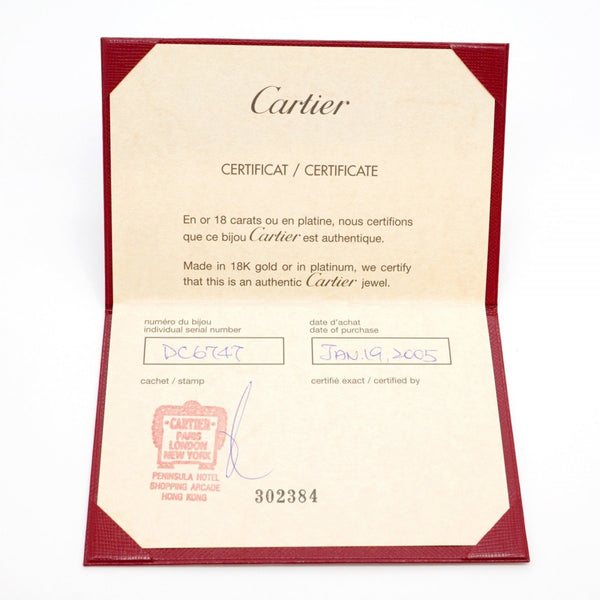 Cartier
CERTIFICAT / CERTIFICATE
En or 18 carats ou en platine, nous certifions
que ce bijou Cartier est authentique.
Made in 18K gold or in platinum, we certify
that this is an authentic Cartier jewel.
numéro du bijou
individual serial number
DC6747
date d'achat
date of purchase
JAN.19,2005
cachet / stamp
certifié exact / certified by
CARTIER
PARIS
LONDON
NEW YORK
PENINSULA HOTEL
SHOPPING ARCADE
HONG KONG
302384